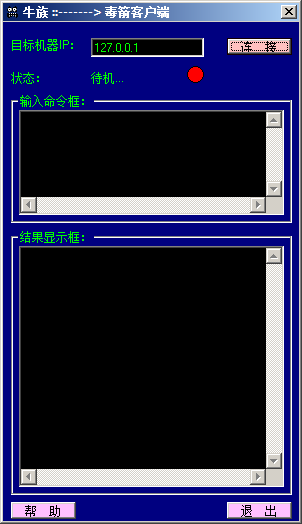 牛族 ::-------> 毒箭客户端
目标机器IP： 127.0.0.1 连 接
状态： 待机...
输入命令框：
结果显示框：
帮 助 退 出